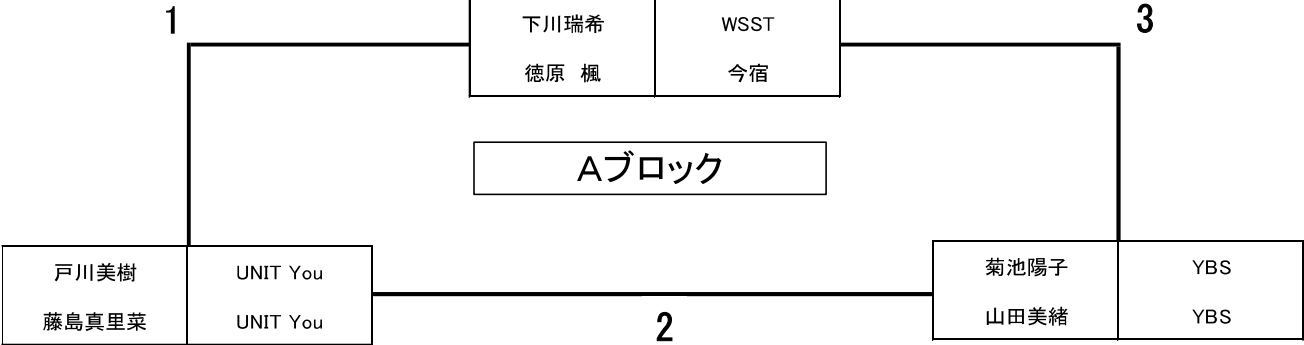 1
下川瑞希 WSST
3
徳原 楓 今宿
Aブロック
戸川美樹 UNIT You
菊池陽子 YBS
藤島真里菜 UNIT You
山田美緒 YBS
2